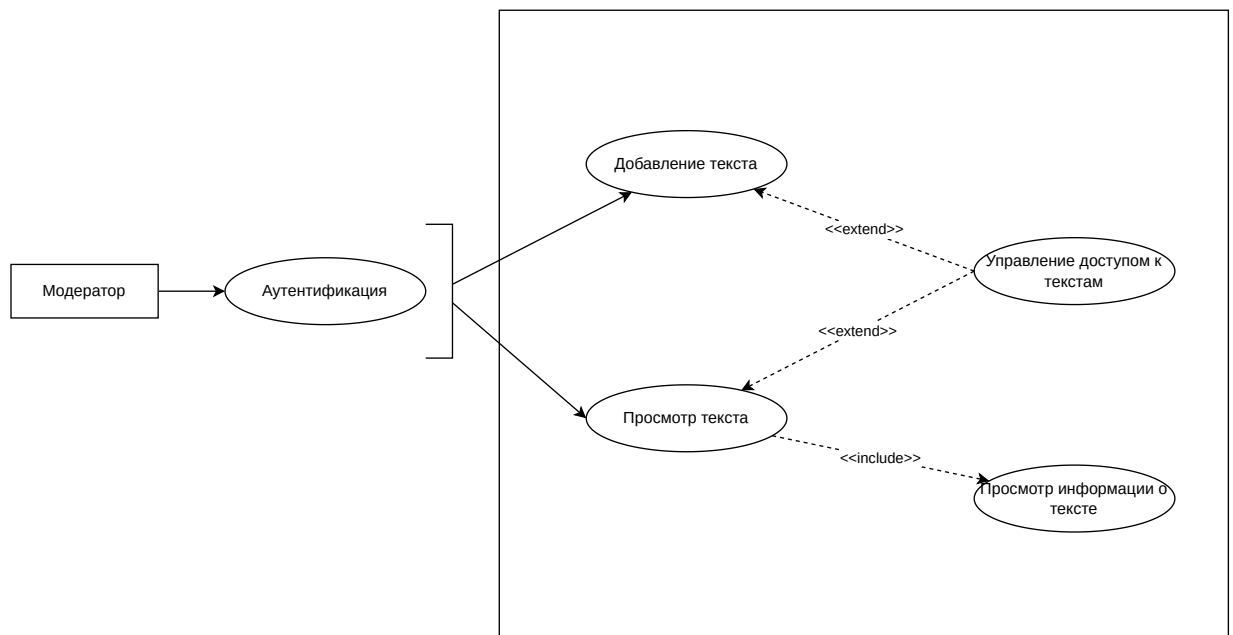 Добавление текста
<<extend>>
Управление доступом к
текстам
Модератор
Аутентификация
<<extend>>
Просмотр текста
<<include>>
Просмотр информации о
тексте